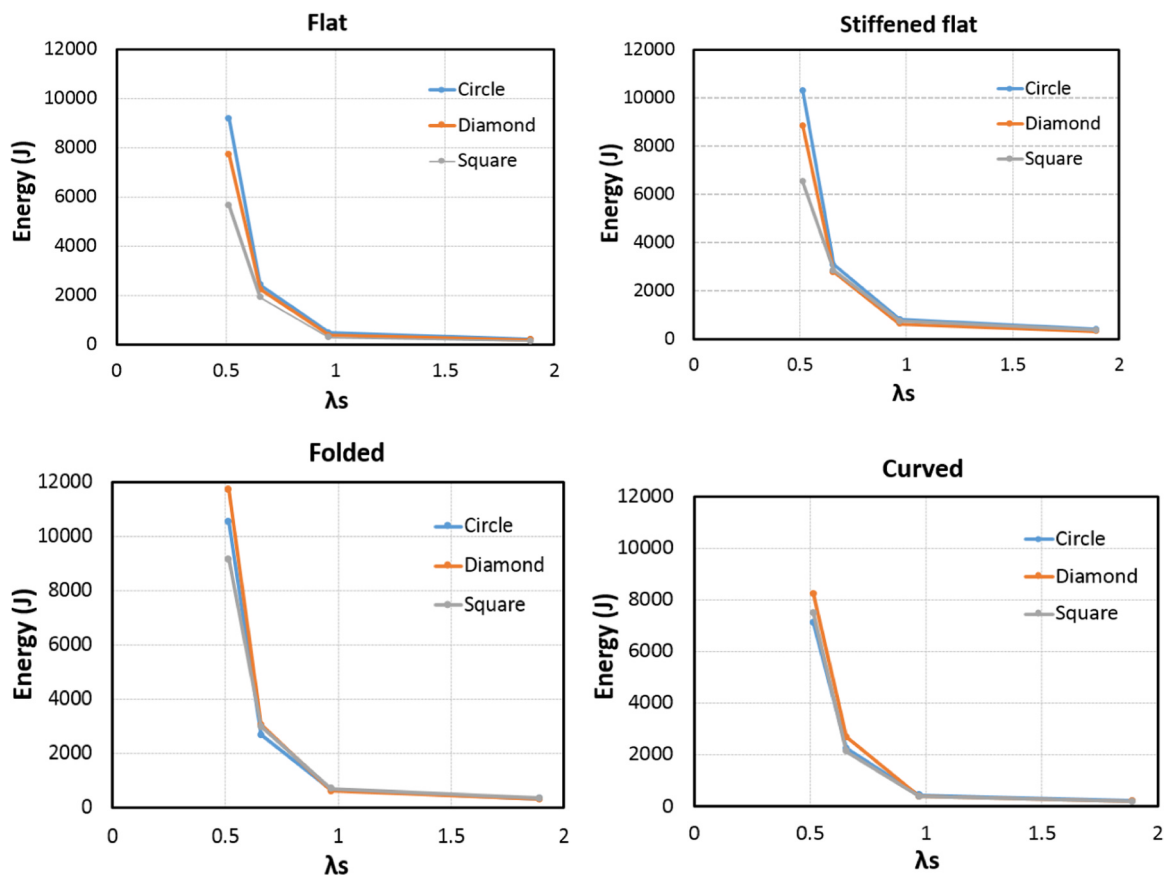 Flat
12000
10000
8000
6000
4000
2000
0
Energy (J)
Circle
Diamond
Square
0
0.5
1
1.5
2
λs
Stiffened flat
12000
10000
8000
6000
4000
2000
0
Energy (J)
Circle
Diamond
Square
0
0.5
1
1.5
2
λs
Folded
12000
10000
8000
6000
4000
2000
0
Energy (J)
Circle
Diamond
Square
0
0.5
1
1.5
2
λs
Curved
12000
10000
8000
6000
4000
2000
0
Energy (J)
Circle
Diamond
Square
0
0.5
1
1.5
2
λs